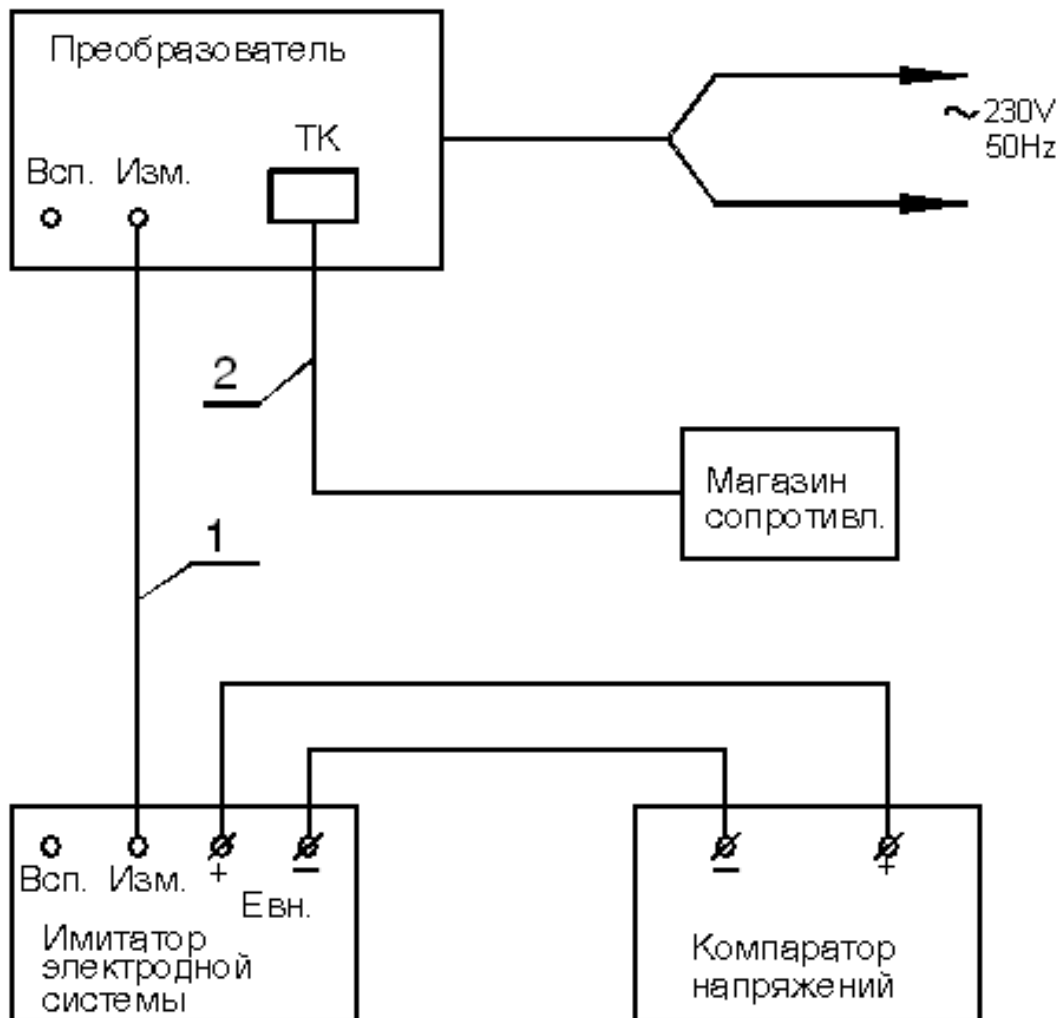 Преобразователь
~230V
50Hz
ТК
Всп. Изм.
2
Магазин
сопротивл.
1
Всп. Изм. + −
Евн.
Имитатор
электродной
системы
− +
Компаратор
напряжений